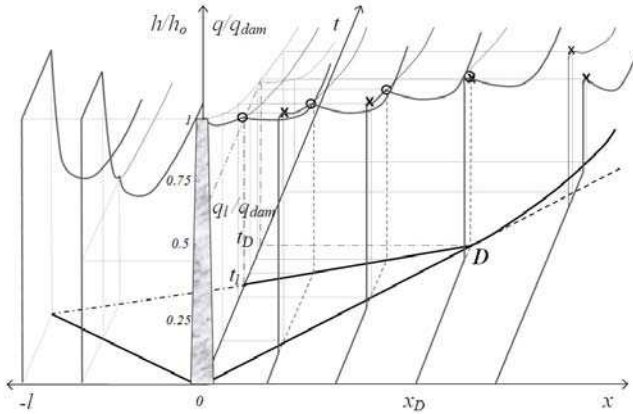 h/h₀ q/q_dam t
1
0.75
q_l/q_dam
0.5 t_D
D
t_l
0.25
-l 0 x_D x